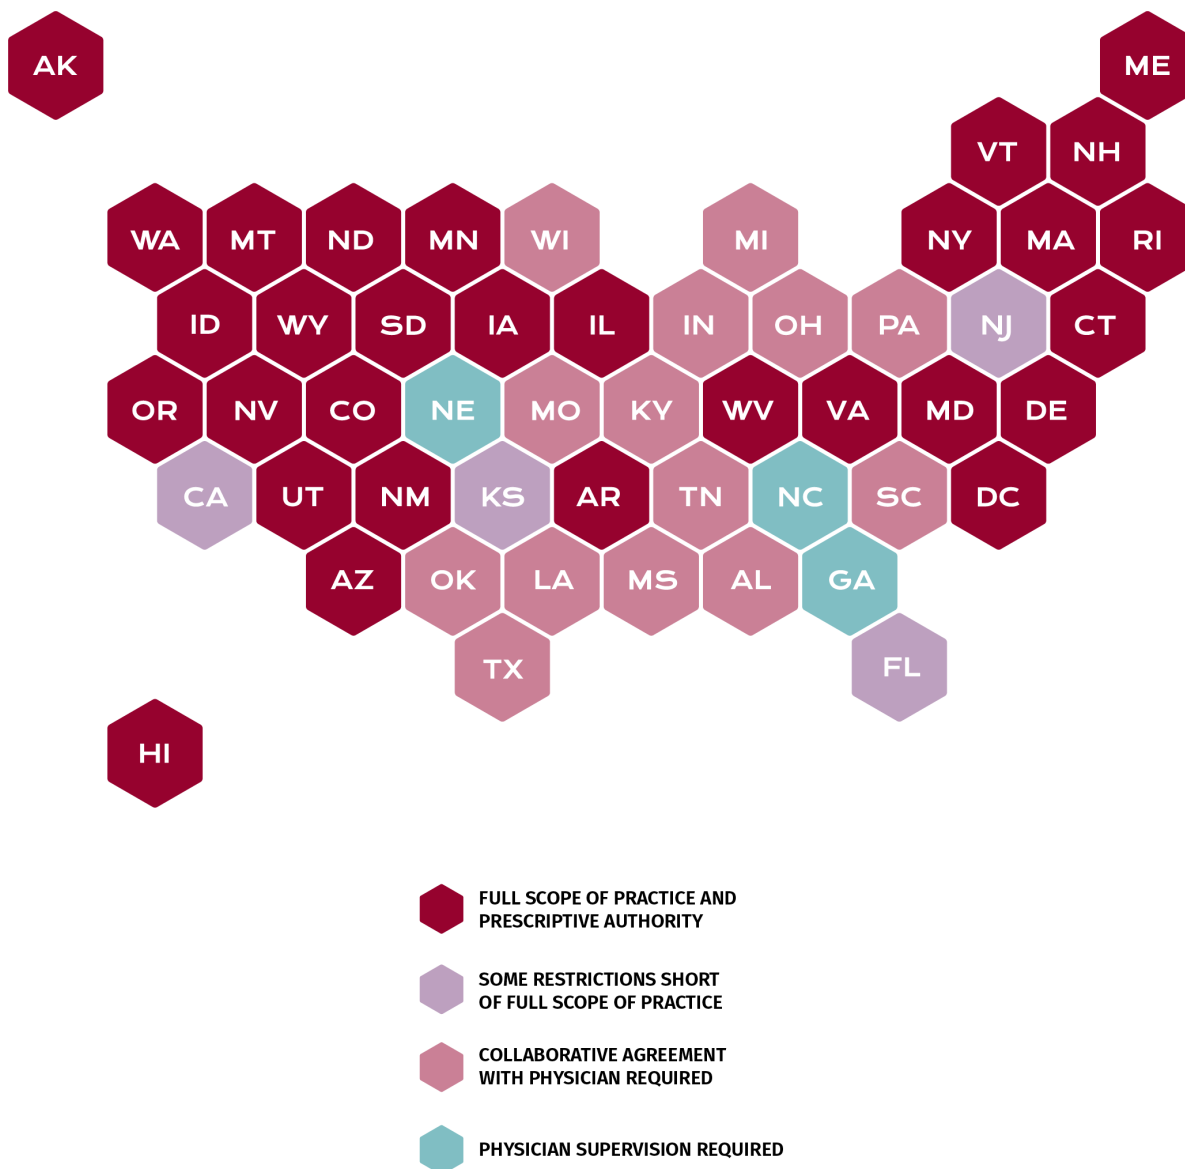 AK
ME
VT
NH
WA
MT
ND
MN
WI
MI
NY
MA
RI
ID
WY
SD
IA
IL
IN
OH
PA
NJ
CT
OR
NV
CO
NE
MO
KY
WV
VA
MD
DE
CA
UT
NM
KS
AR
TN
NC
SC
DC
AZ
OK
LA
MS
AL
GA
TX
FL
HI
FULL SCOPE OF PRACTICE AND
PRESCRIPTIVE AUTHORITY
SOME RESTRICTIONS SHORT
OF FULL SCOPE OF PRACTICE
COLLABORATIVE AGREEMENT
WITH PHYSICIAN REQUIRED
PHYSICIAN SUPERVISION REQUIRED